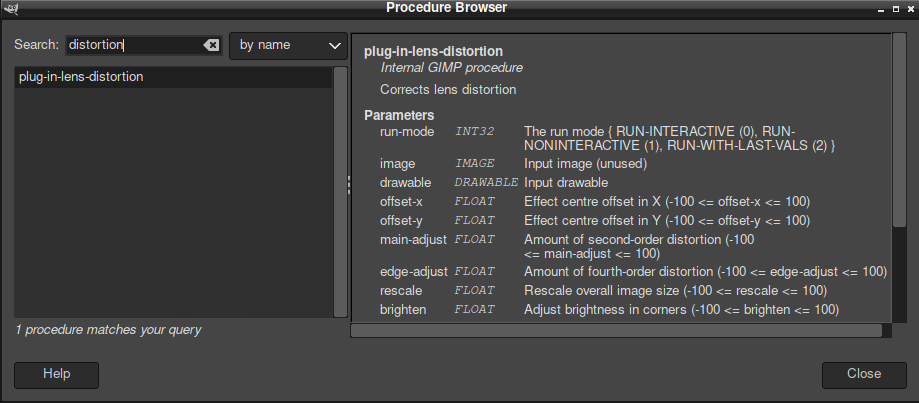 Procedure Browser
Search: distortion by name
plug-in-lens-distortion
1 procedure matches your query
plug-in-lens-distortion
Internal GIMP procedure
Corrects lens distortion
Parameters
run-mode INT32 The run mode { RUN-INTERACTIVE (0), RUN-
NONINTERACTIVE (1), RUN-WITH-LAST-VALS (2) }
image IMAGE Input image (unused)
drawable DRAWABLE Input drawable
offset-x FLOAT Effect centre offset in X (-100 <= offset-x <= 100)
offset-y FLOAT Effect centre offset in Y (-100 <= offset-y <= 100)
main-adjust FLOAT Amount of second-order distortion (-100
<= main-adjust <= 100)
edge-adjust FLOAT Amount of fourth-order distortion (-100 <= edge-adjust <= 100)
rescale FLOAT Rescale overall image size (-100 <= rescale <= 100)
brighten FLOAT Adjust brightness in corners (-100 <= brighten <= 100)
Help Close